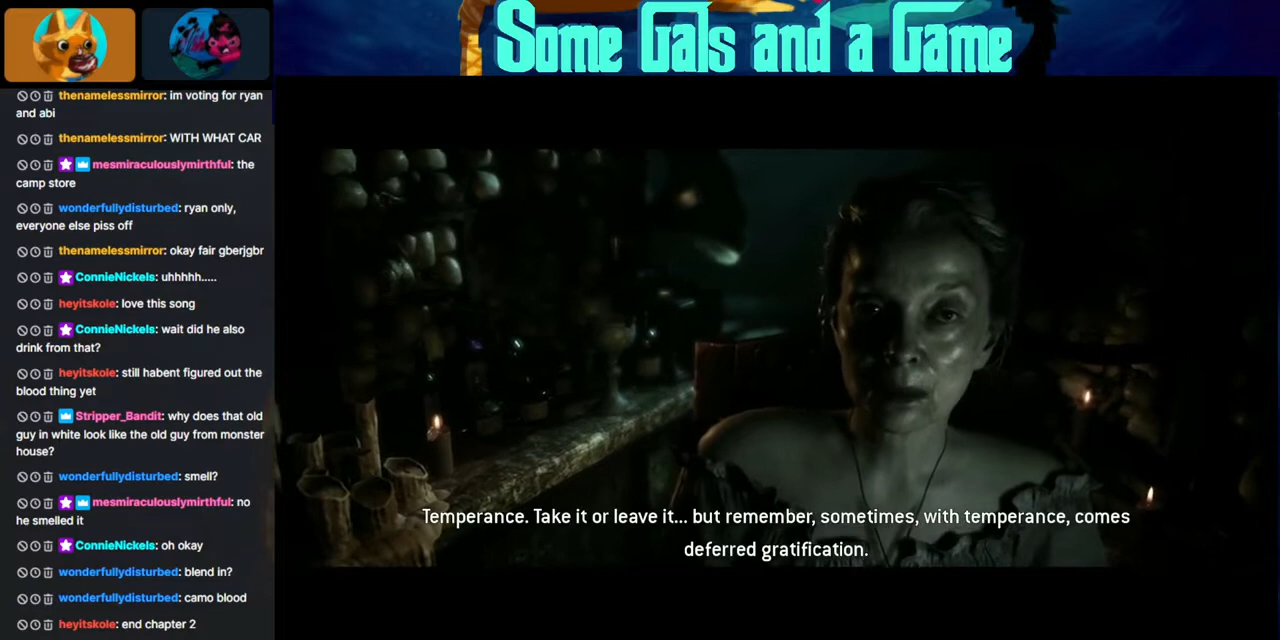 Some Gals and a Game
thenamelessmirror: im voting for ryan
and abi
thenamelessmirror: WITH WHAT CAR
mesmiraculouslymirthful: the
camp store
wonderfullydisturbed: ryan only,
everyone else piss off
thenamelessmirror: okay fair gberjgbr
ConnieNickels: uhhhhh.....
heyitskole: love this song
ConnieNickels: wait did he also
drink from that?
heyitskole: still habent figured out the
blood thing yet
Stripper_Bandit: why does that old
guy in white look like the old guy from monster
house?
wonderfullydisturbed: smell?
mesmiraculouslymirthful: no
he smelled it
ConnieNickels: oh okay
wonderfullydisturbed: blend in?
wonderfullydisturbed: camo blood
heyitskole: end chapter 2
Temperance. Take it or leave it... but remember, sometimes, with temperance, comes
deferred gratification.